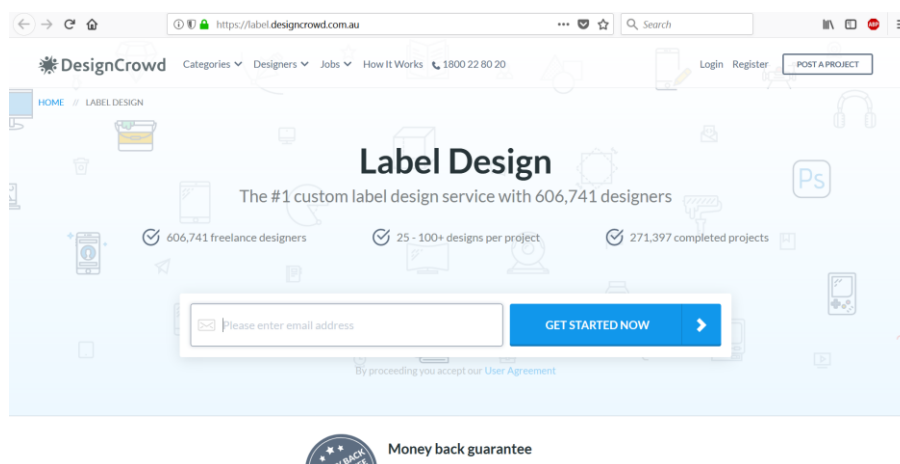 https://label.designcrowd.com.au
Search
ABP
DesignCrowd Categories Designers Jobs How It Works 1800 22 80 20 Login Register POST A PROJECT
HOME // LABEL DESIGN
Label Design
The #1 custom label design service with 606,741 designers
Ps
606,741 freelance designers 25 - 100+ designs per project 271,397 completed projects
Please enter email address GET STARTED NOW
By proceeding you accept our User Agreement
Money back guarantee
BACK